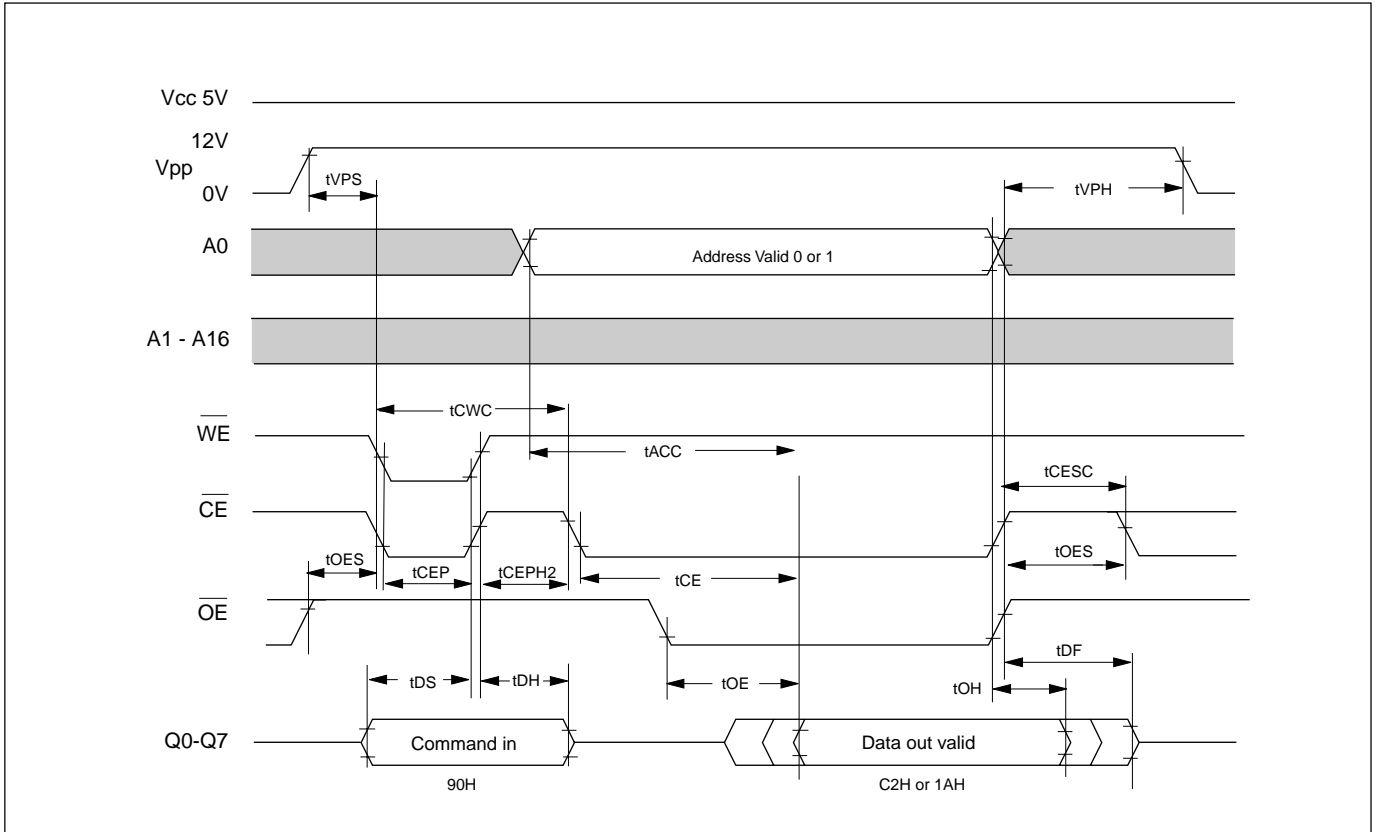 Vcc 5V
12V
Vpp
0V
tVPS
tVPH
A0
Address Valid 0 or 1
A1 - A16
tCWC
WE
tACC
tCESC
CE
tOES
tCEP
tCEPH2
tCE
tOES
OE
tDS
tDH
tOE
tOH
tDF
Q0-Q7
Command in
Data out valid
90H
C2H or 1AH